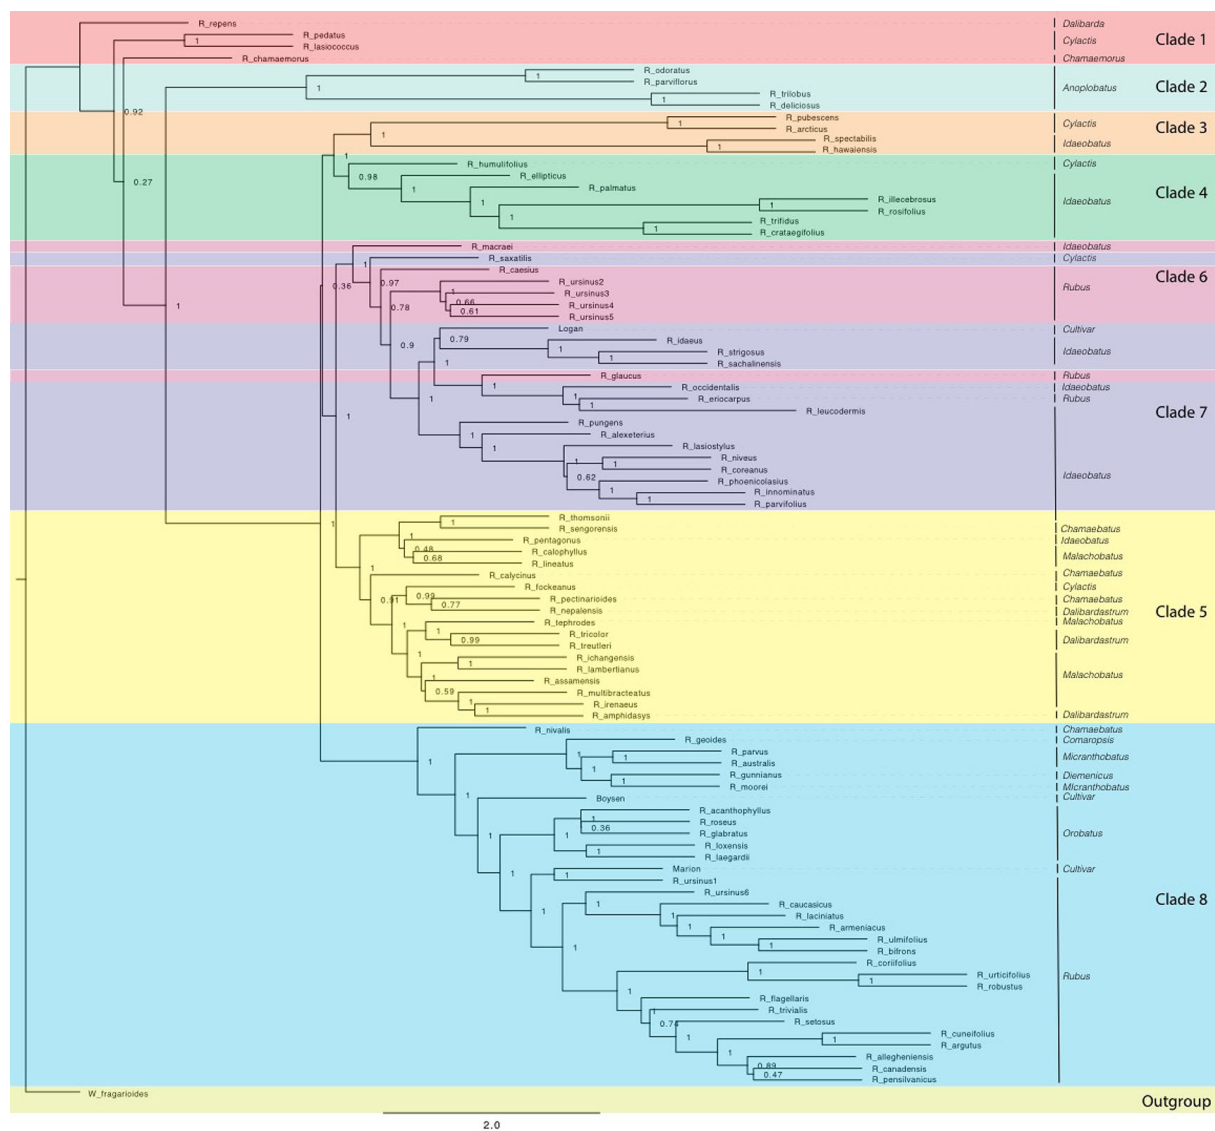 R_repens Dalibarda
R_pedatus
1 Cylactis Clade 1
R_lasiococcus
R_chamaemorus Chamaemorus
R_odoratus
1
R_parviflorus
1 Anoplobatus Clade 2
R_trilobus
1
R_deliciosus
0.92
R_pubescens
1 Cylactis Clade 3
R_arcticus
1
R_spectabilis
1 Idaeobatus
R_hawaiensis
1
R_humulifolius Cylactis
0.98
R_ellipticus
0.27
1
R_palmatus Clade 4
R_illecebrosus
1 1 Idaeobatus
R_rosifolius
1
R_trifidus
1
R_crataegifolius
R_macraei Idaeobatus
R_saxatilis Cylactis
1
R_caesius Clade 6
0.36 0.97
R_ursinus2
Rubus
1 R_ursinus3
0.66
R_ursinus4
1 0.78
0.61
R_ursinus5
Logan Cultivar
0.79
R_idaeus
0.9
1 R_strigosus Idaeobatus
1
R_sachalinensis
1
R_glaucus Rubus
1
R_occidentalis Idaeobatus
1 1
R_eriocarpus Rubus
1
R_leucodermis Clade 7
1
R_pungens
1
R_alexeterius
1
R_lasiostylus
R_niveus
1 1
R_coreanus
0.62 Idaeobatus
R_phoenicolasius
1
R_innominatus
1
R_parvifolius
R_thomsonii
1 1
R_sengorensis Chamaebatus
1
R_pentagonus Idaeobatus
0.48
R_calophyllus
0.68 Malachobatus
R_lineatus
1
R_calycinus Chamaebatus
R_fockeanus Cylactis
0.91 0.99
R_pectinarioides Chamaebatus
0.77
R_nepalensis Dalibardastrum Clade 5
R_tephrodes Malachobatus
1 1
R_tricolor
0.99 Dalibardastrum
R_treutleri
1
R_ichangensis
1
R_lambertianus
1 Malachobatus
R_assamensis
0.59
R_multibracteatus
1
R_irenaeus
1
R_amphidasys Dalibardastrum
R_nivalis Chamaebatus
R_geoides Comaropsis
R_parvus
1 1 1 Micranthobatus
R_australis
1
R_gunnianus Diemenicus
1
R_moorei Micranthobatus
1
Boysen Cultivar
R_acanthophyllus
1
R_roseus
0.36
1 1 R_glabratus Orobatus
R_loxensis
1
R_laegardii
Marion Cultivar
1 1
R_ursinus1
R_ursinus6
1 Clade 8
R_caucasicus
1
1
R_laciniatus
1
R_armeniacus
1
R_ulmifolius
1
1
R_bifrons
R_coriifolius
1
R_urticifolius Rubus
1
R_robustus
1
R_flagellaris
1
R_trivialis
0.74
R_setosus
1
R_cuneifolius
1
R_argutus
1
R_allegheniensis
0.89
R_canadensis
0.47
R_pensilvanicus
W_fragarioides
Outgroup
2.0